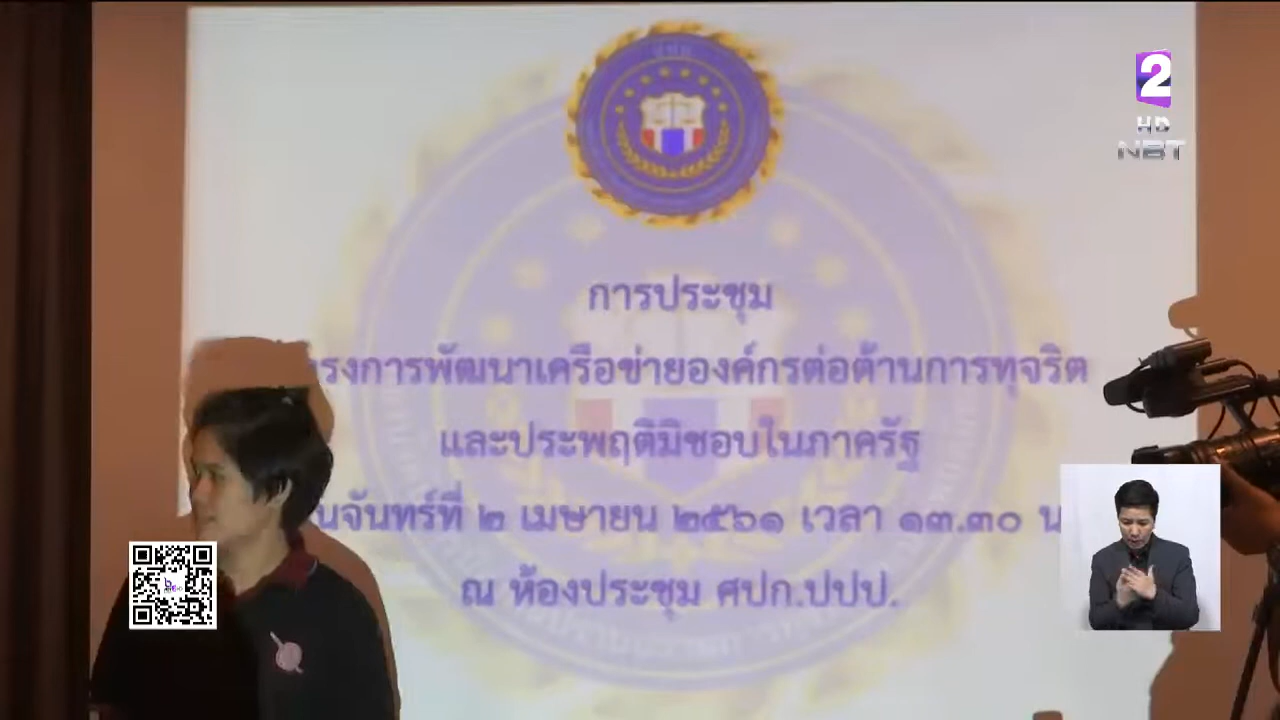 2
HD
NBT
การประชุม
รงการพัฒนาเครือข่ายองค์กรต่อต้านการทุจริต
และประพฤติมิชอบในภาครัฐ
นจันทร์ที่ ๒ เมษายน ๒๕๖๑ เวลา ๑๓.๓๐ น
ณ ห้องประชุม ศปก.ปปป.